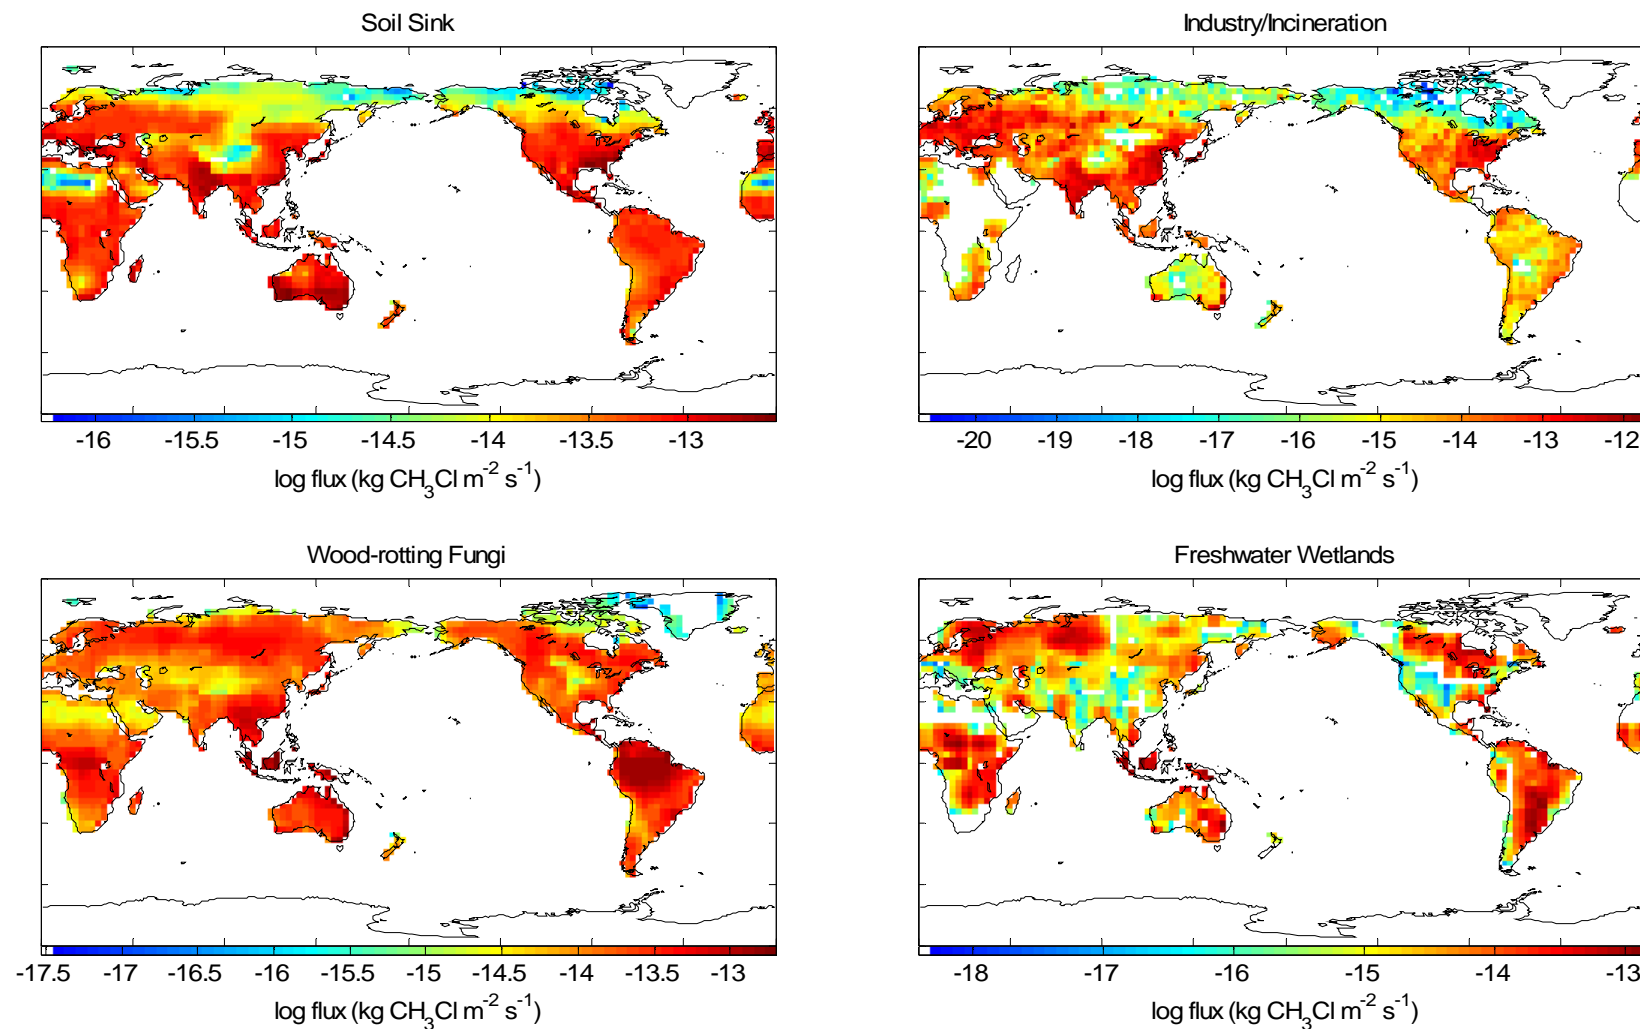 Soil Sink
-16 -15.5 -15 -14.5 -14 -13.5 -13
log flux (kg CH3Cl m-2 s-1)
Industry/Incineration
-20 -19 -18 -17 -16 -15 -14 -13 -12
log flux (kg CH3Cl m-2 s-1)
Wood-rotting Fungi
-17.5 -17 -16.5 -16 -15.5 -15 -14.5 -14 -13.5 -13
log flux (kg CH3Cl m-2 s-1)
Freshwater Wetlands
-18 -17 -16 -15 -14 -13
log flux (kg CH3Cl m-2 s-1)